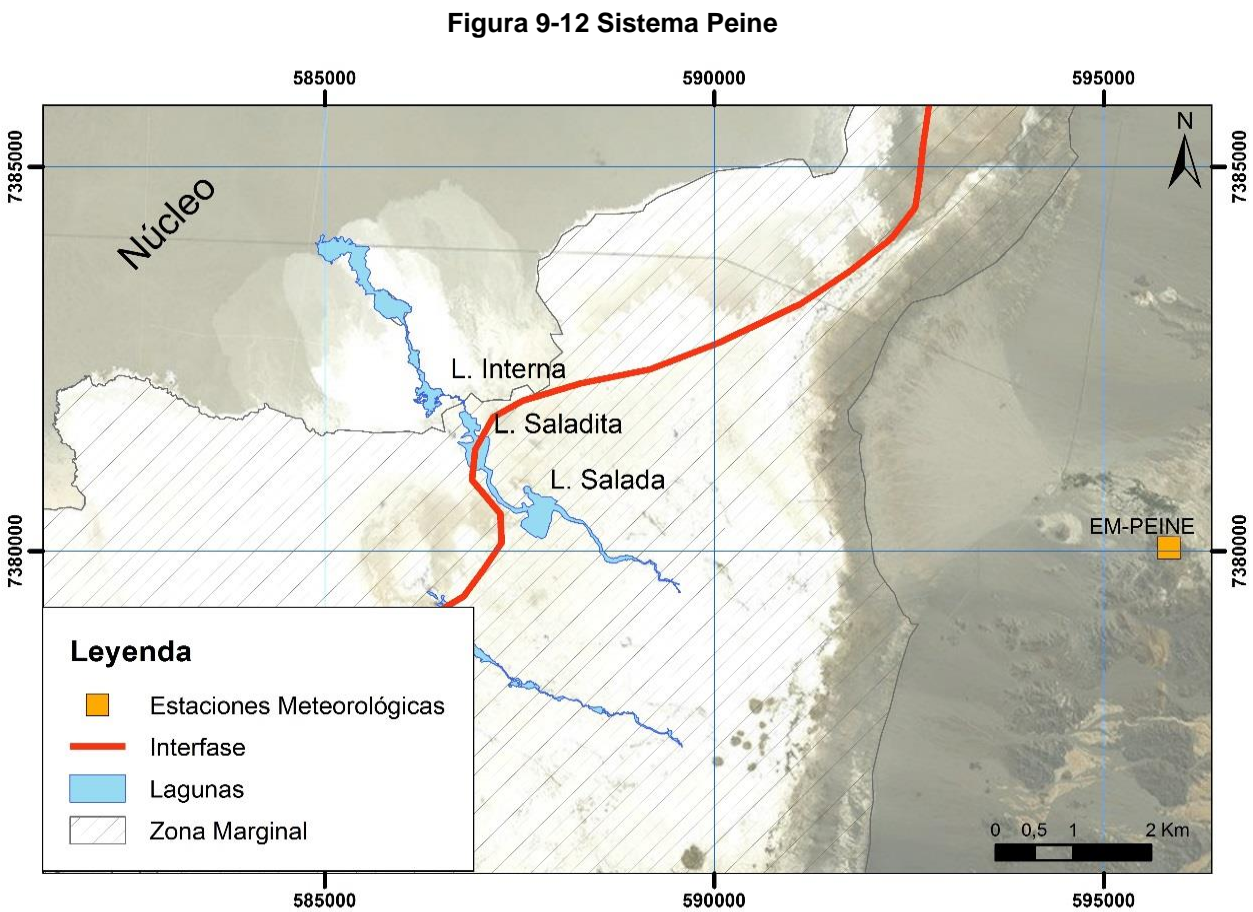 Figura 9-12 Sistema Peine
585000
590000
595000
7385000
7385000
N
Núcleo
L. Interna
L. Saladita
L. Salada
EM-PEINE
7380000
7380000
Leyenda
Estaciones Meteorológicas
Interfase
Lagunas
Zona Marginal
0 0,5 1 2 Km
585000
590000
595000